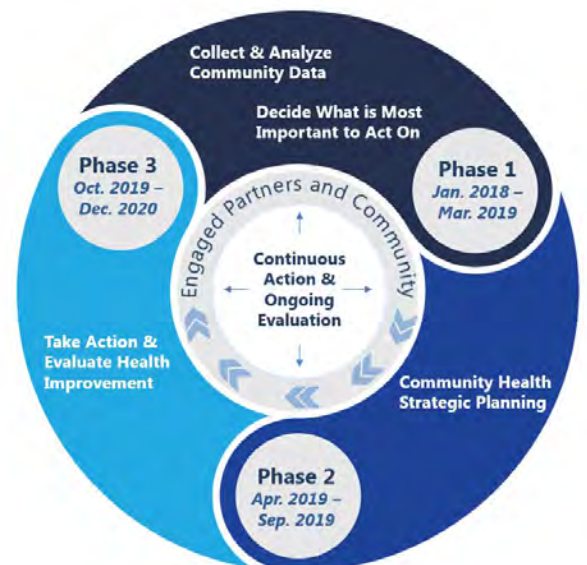 Collect & Analyze
Community Data
Decide What is Most
Important to Act On
Phase 1
Jan. 2018 –
Mar. 2019
Community Health
Strategic Planning
Phase 2
Apr. 2019 –
Sep. 2019
Take Action &
Evaluate Health
Improvement
Phase 3
Oct. 2019 –
Dec. 2020
Engaged Partners and Community
Continuous
Action &
Ongoing
Evaluation